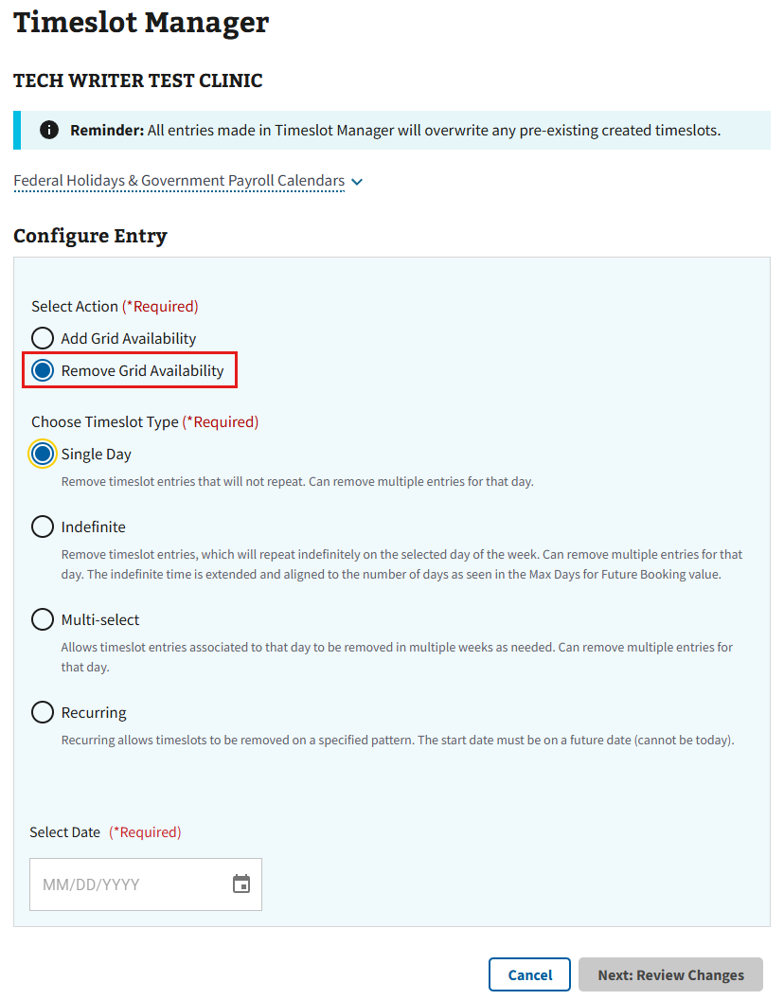 Timeslot Manager
TECH WRITER TEST CLINIC
Reminder: All entries made in Timeslot Manager will overwrite any pre-existing created timeslots.
Federal Holidays & Government Payroll Calendars
Configure Entry
Select Action (*Required)
Add Grid Availability
Remove Grid Availability
Choose Timeslot Type (*Required)
Single Day
Remove timeslot entries that will not repeat. Can remove multiple entries for that day.
Indefinite
Remove timeslot entries, which will repeat indefinitely on the selected day of the week. Can remove multiple entries for that
day. The indefinite time is extended and aligned to the number of days as seen in the Max Days for Future Booking value.
Multi-select
Allows timeslot entries associated to that day to be removed in multiple weeks as needed. Can remove multiple entries for
that day.
Recurring
Recurring allows timeslots to be removed on a specified pattern. The start date must be on a future date (cannot be today).
Select Date (*Required)
MM/DD/YYYY
Cancel
Next: Review Changes